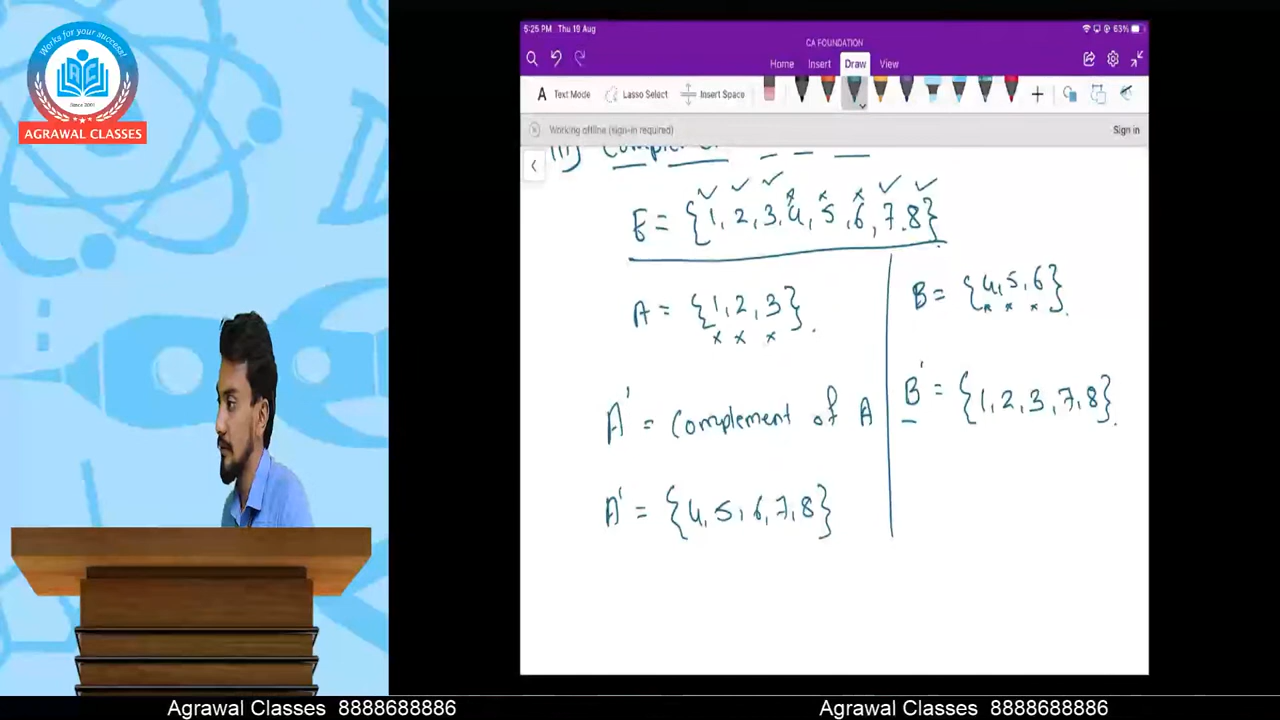 Works for your success!
AEC
Since 2001
AGRAWAL CLASSES
5:25 PM Thu 19 Aug
63%
CA FOUNDATION
Home Insert Draw View
A Text Mode Lasso Select Insert Space
Working offline (sign-in required) Sign in
E = {1, 2, 3, 4, 5, 6, 7, 8}
A = {1, 2, 3}.
B = {4, 5, 6}.
A' = Complement of A
B' = {1, 2, 3, 7, 8}.
A' = {4, 5, 6, 7, 8}
Agrawal Classes 8888688886 Agrawal Classes 8888688886